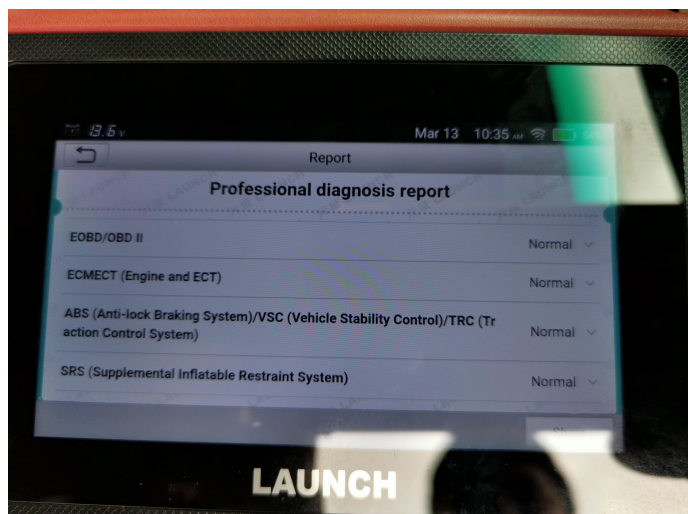 13.6 v Mar 13 10:35 AM
Report
Professional diagnosis report
EOBD/OBD II Normal
ECMECT (Engine and ECT) Normal
ABS (Anti-lock Braking System)/VSC (Vehicle Stability Control)/TRC (Tr
action Control System) Normal
SRS (Supplemental Inflatable Restraint System) Normal
LAUNCH